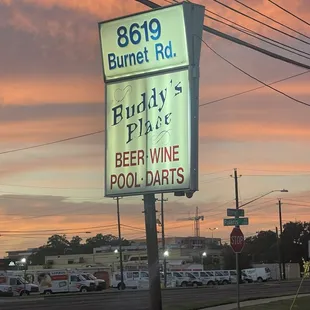 8619
Burnet Rd.
Buddy's
Place
BEER·WINE
POOL·DARTS